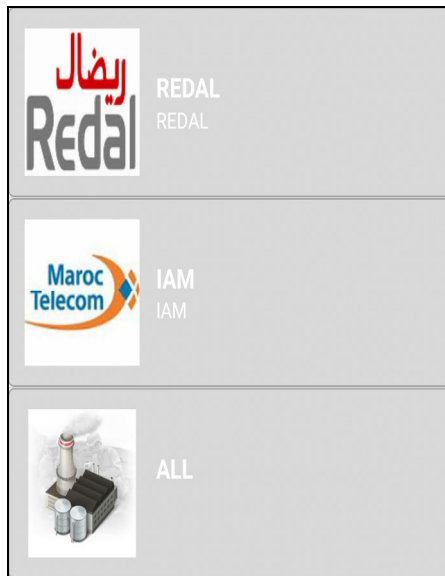 ريضال
Redal
REDAL
REDAL
Maroc
Telecom
IAM
IAM
ALL